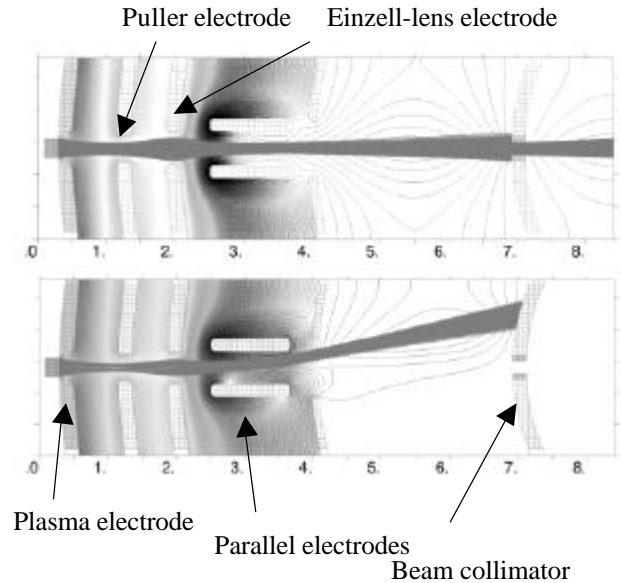 Puller electrode Einzell-lens electrode
.0 1. 2. 3. 4. 5. 6. 7. 8.
.0 1. 2. 3. 4. 5. 6. 7. 8.
Plasma electrode
Parallel electrodes
Beam collimator